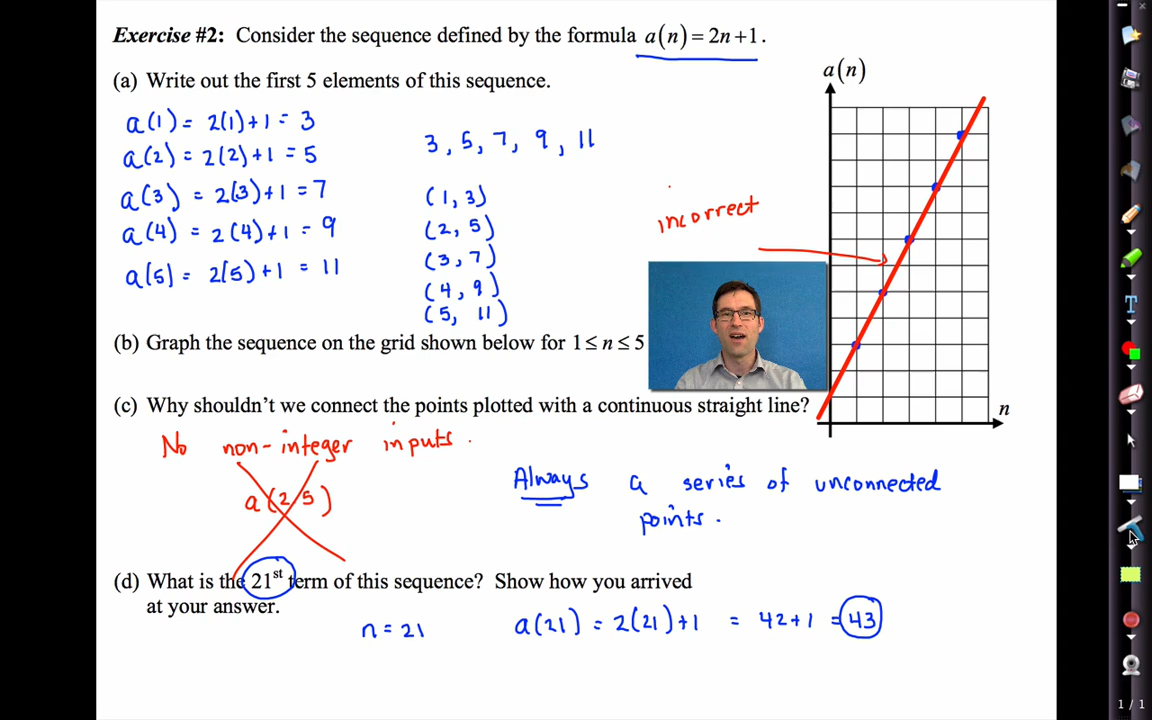 Exercise #2: Consider the sequence defined by the formula a(n) = 2n+1.
a(n)
(a) Write out the first 5 elements of this sequence.
a(1) = 2(1)+1 = 3
a(2) = 2(2)+1 = 5
a(3) = 2(3)+1 = 7
a(4) = 2(4)+1 = 9
a(5) = 2(5)+1 = 11
3, 5, 7, 9, 11
(1, 3)
(2, 5)
(3, 7)
(4, 9)
(5, 11)
incorrect
(b) Graph the sequence on the grid shown below for 1 ≤ n ≤ 5
(c) Why shouldn't we connect the points plotted with a continuous straight line?
n
No non-integer inputs.
a(2.5)
Always a series of unconnected
points.
(d) What is the 21st term of this sequence? Show how you arrived
at your answer.
n = 21
a(21) = 2(21)+1 = 42+1 = 43
T
1 / 1